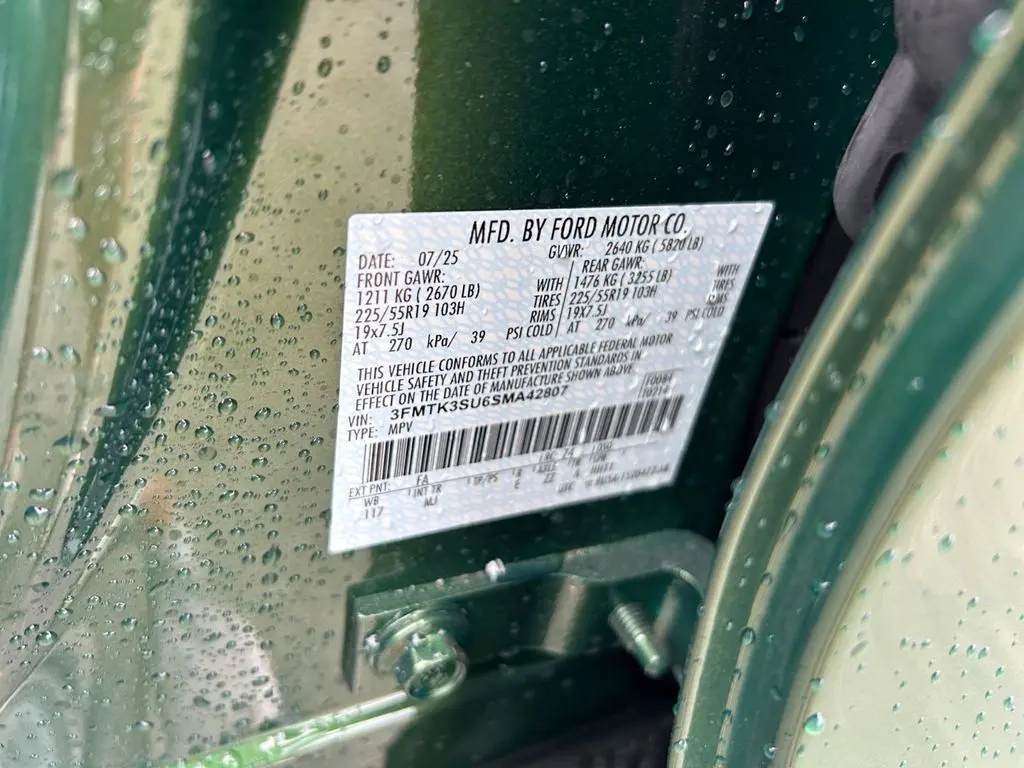 MFD. BY FORD MOTOR CO.
DATE: 07/25 GVWR: 2640 KG ( 5820 LB)
FRONT GAWR: REAR GAWR:
1211 KG ( 2670 LB) WITH 1476 KG ( 3255 LB) WITH
225/55R19 103H TIRES 225/55R19 103H TIRES
19x7.5J RIMS 19X7.5J RIMS
AT 270 kPa/ 39 PSI COLD AT 270 kPa/ 39 PSI COLD
THIS VEHICLE CONFORMS TO ALL APPLICABLE FEDERAL MOTOR
VEHICLE SAFETY AND THEFT PREVENTION STANDARDS IN
EFFECT ON THE DATE OF MANUFACTURE SHOWN ABOVE.
VIN: 3FMTK3SU6SMA42807
TYPE: MPV
EXT PNT: FA
WB INT TR
117 MJ